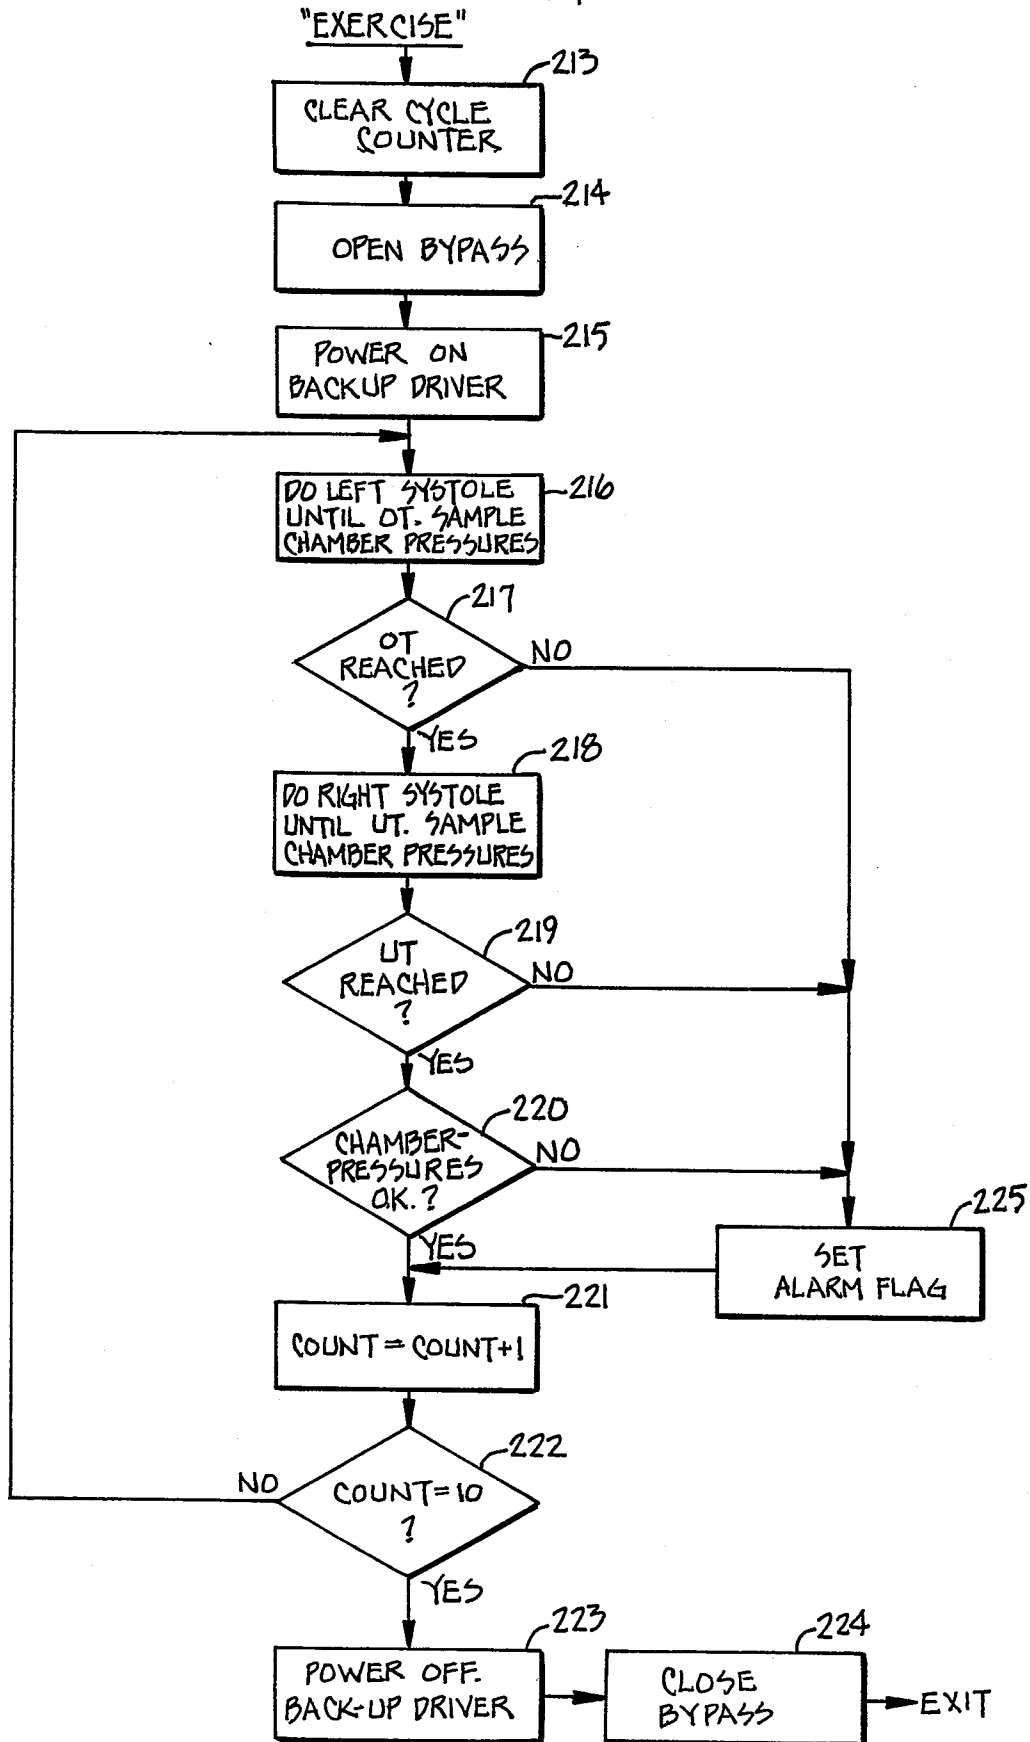 "EXERCISE"
213
CLEAR CYCLE
COUNTER
214
OPEN BYPASS
215
POWER ON
BACKUP DRIVER
216
DO LEFT SYSTOLE
UNTIL OT. SAMPLE
CHAMBER PRESSURES
217
OT
REACHED
?
NO
YES
218
DO RIGHT SYSTOLE
UNTIL UT. SAMPLE
CHAMBER PRESSURES
219
UT
REACHED
?
NO
YES
220
CHAMBER-
PRESSURES
O.K. ?
NO
YES
225
SET
ALARM FLAG
221
COUNT = COUNT+1
222
COUNT = 10
?
NO
YES
223
POWER OFF.
BACK-UP DRIVER
224
CLOSE
BYPASS
EXIT